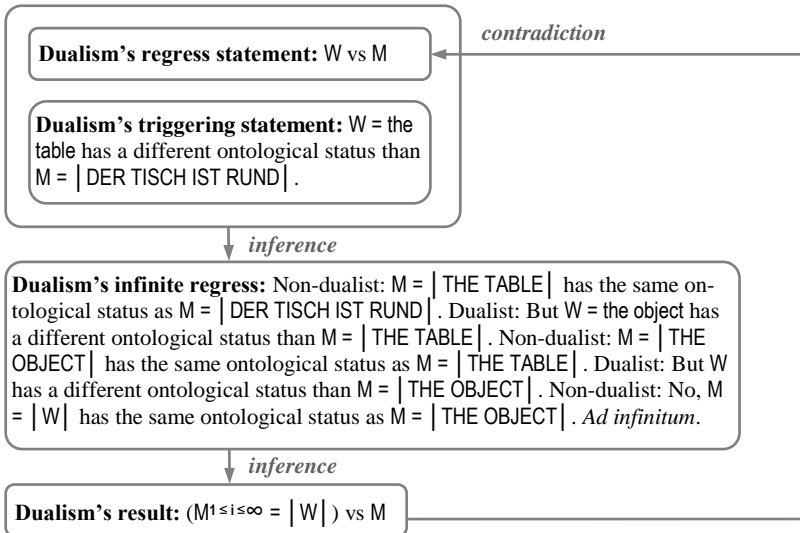 contradiction
Dualism's regress statement: W vs M
Dualism's triggering statement: W = the
table has a different ontological status than
M = |DER TISCH IST RUND| .
inference
Dualism's infinite regress: Non-dualist: M = |THE TABLE| has the same on-
tological status as M = |DER TISCH IST RUND| . Dualist: But W = the object has
a different ontological status than M = |THE TABLE| . Non-dualist: M = |THE
OBJECT| has the same ontological status as M = |THE TABLE| . Dualist: But W
has a different ontological status than M = |THE OBJECT| . Non-dualist: No, M
= |W| has the same ontological status as M = |THE OBJECT| . Ad infinitum.
inference
Dualism's result: (M¹≤i≤∞ = |W| ) vs M